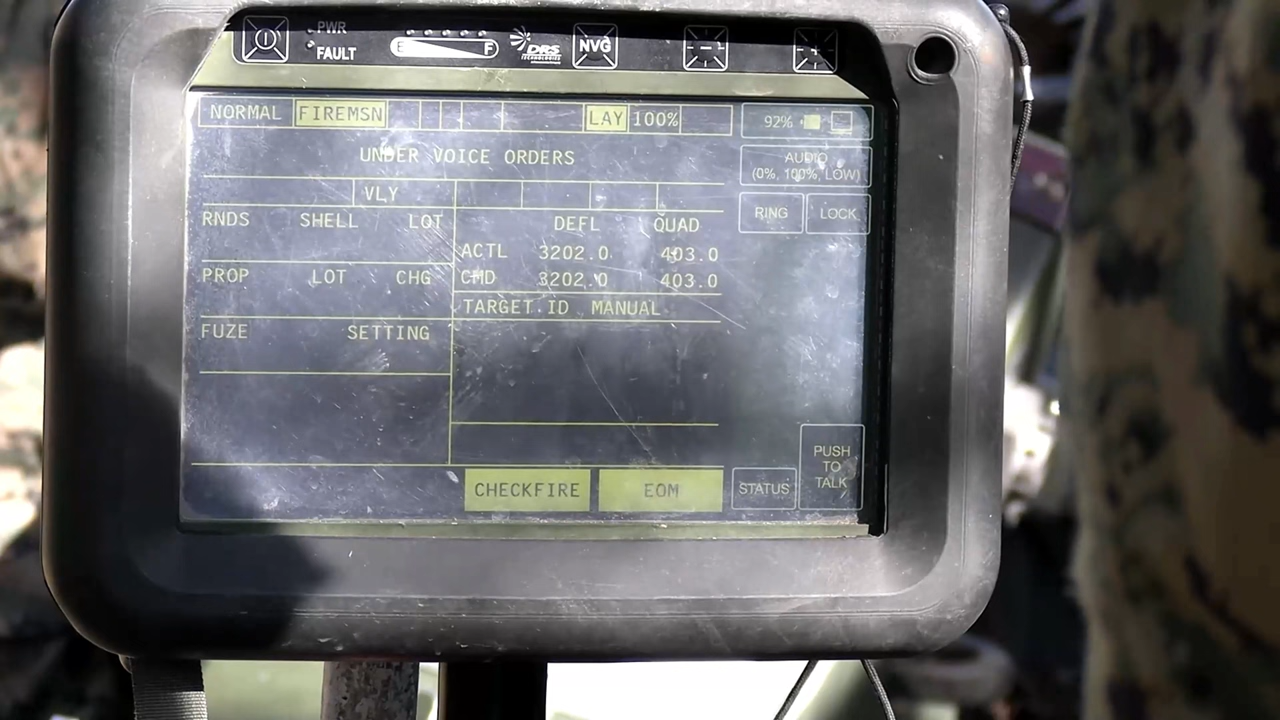 PWR
FAULT
E F
DRS
TECHNOLOGIES
NVG
- +
NORMAL FIREMSN LAY 100% 92%
UNDER VOICE ORDERS
AUDIO
(0%, 100%, LOW)
VLY
RING LOCK
RNDS SHELL LOT DEFL QUAD
ACTL 3202.0 403.0
PROP LOT CHG CMD 3202.0 403.0
TARGET ID MANUAL
FUZE SETTING
CHECKFIRE EOM STATUS
PUSH
TO
TALK